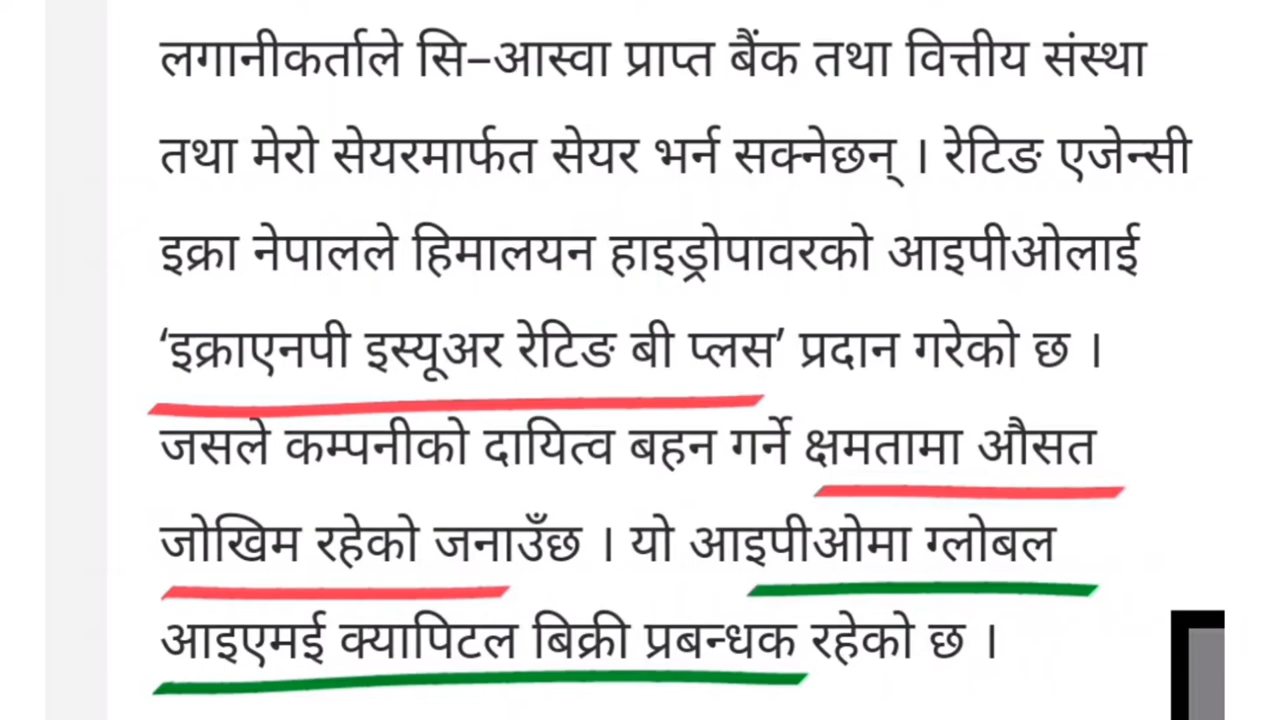 लगानीकर्ताले सि–आस्वा प्राप्त बैंक तथा वित्तीय संस्था
तथा मेरो सेयरमार्फत सेयर भर्न सक्नेछन् । रेटिङ एजेन्सी
इक्रा नेपालले हिमालयन हाइड्रोपावरको आइपीओलाई
‘इक्राएनपी इस्यूअर रेटिङ बी प्लस’ प्रदान गरेको छ ।
जसले कम्पनीको दायित्व बहन गर्ने क्षमतामा औसत
जोखिम रहेको जनाउँछ । यो आइपीओमा ग्लोबल
आइएमई क्यापिटल बिक्री प्रबन्धक रहेको छ ।